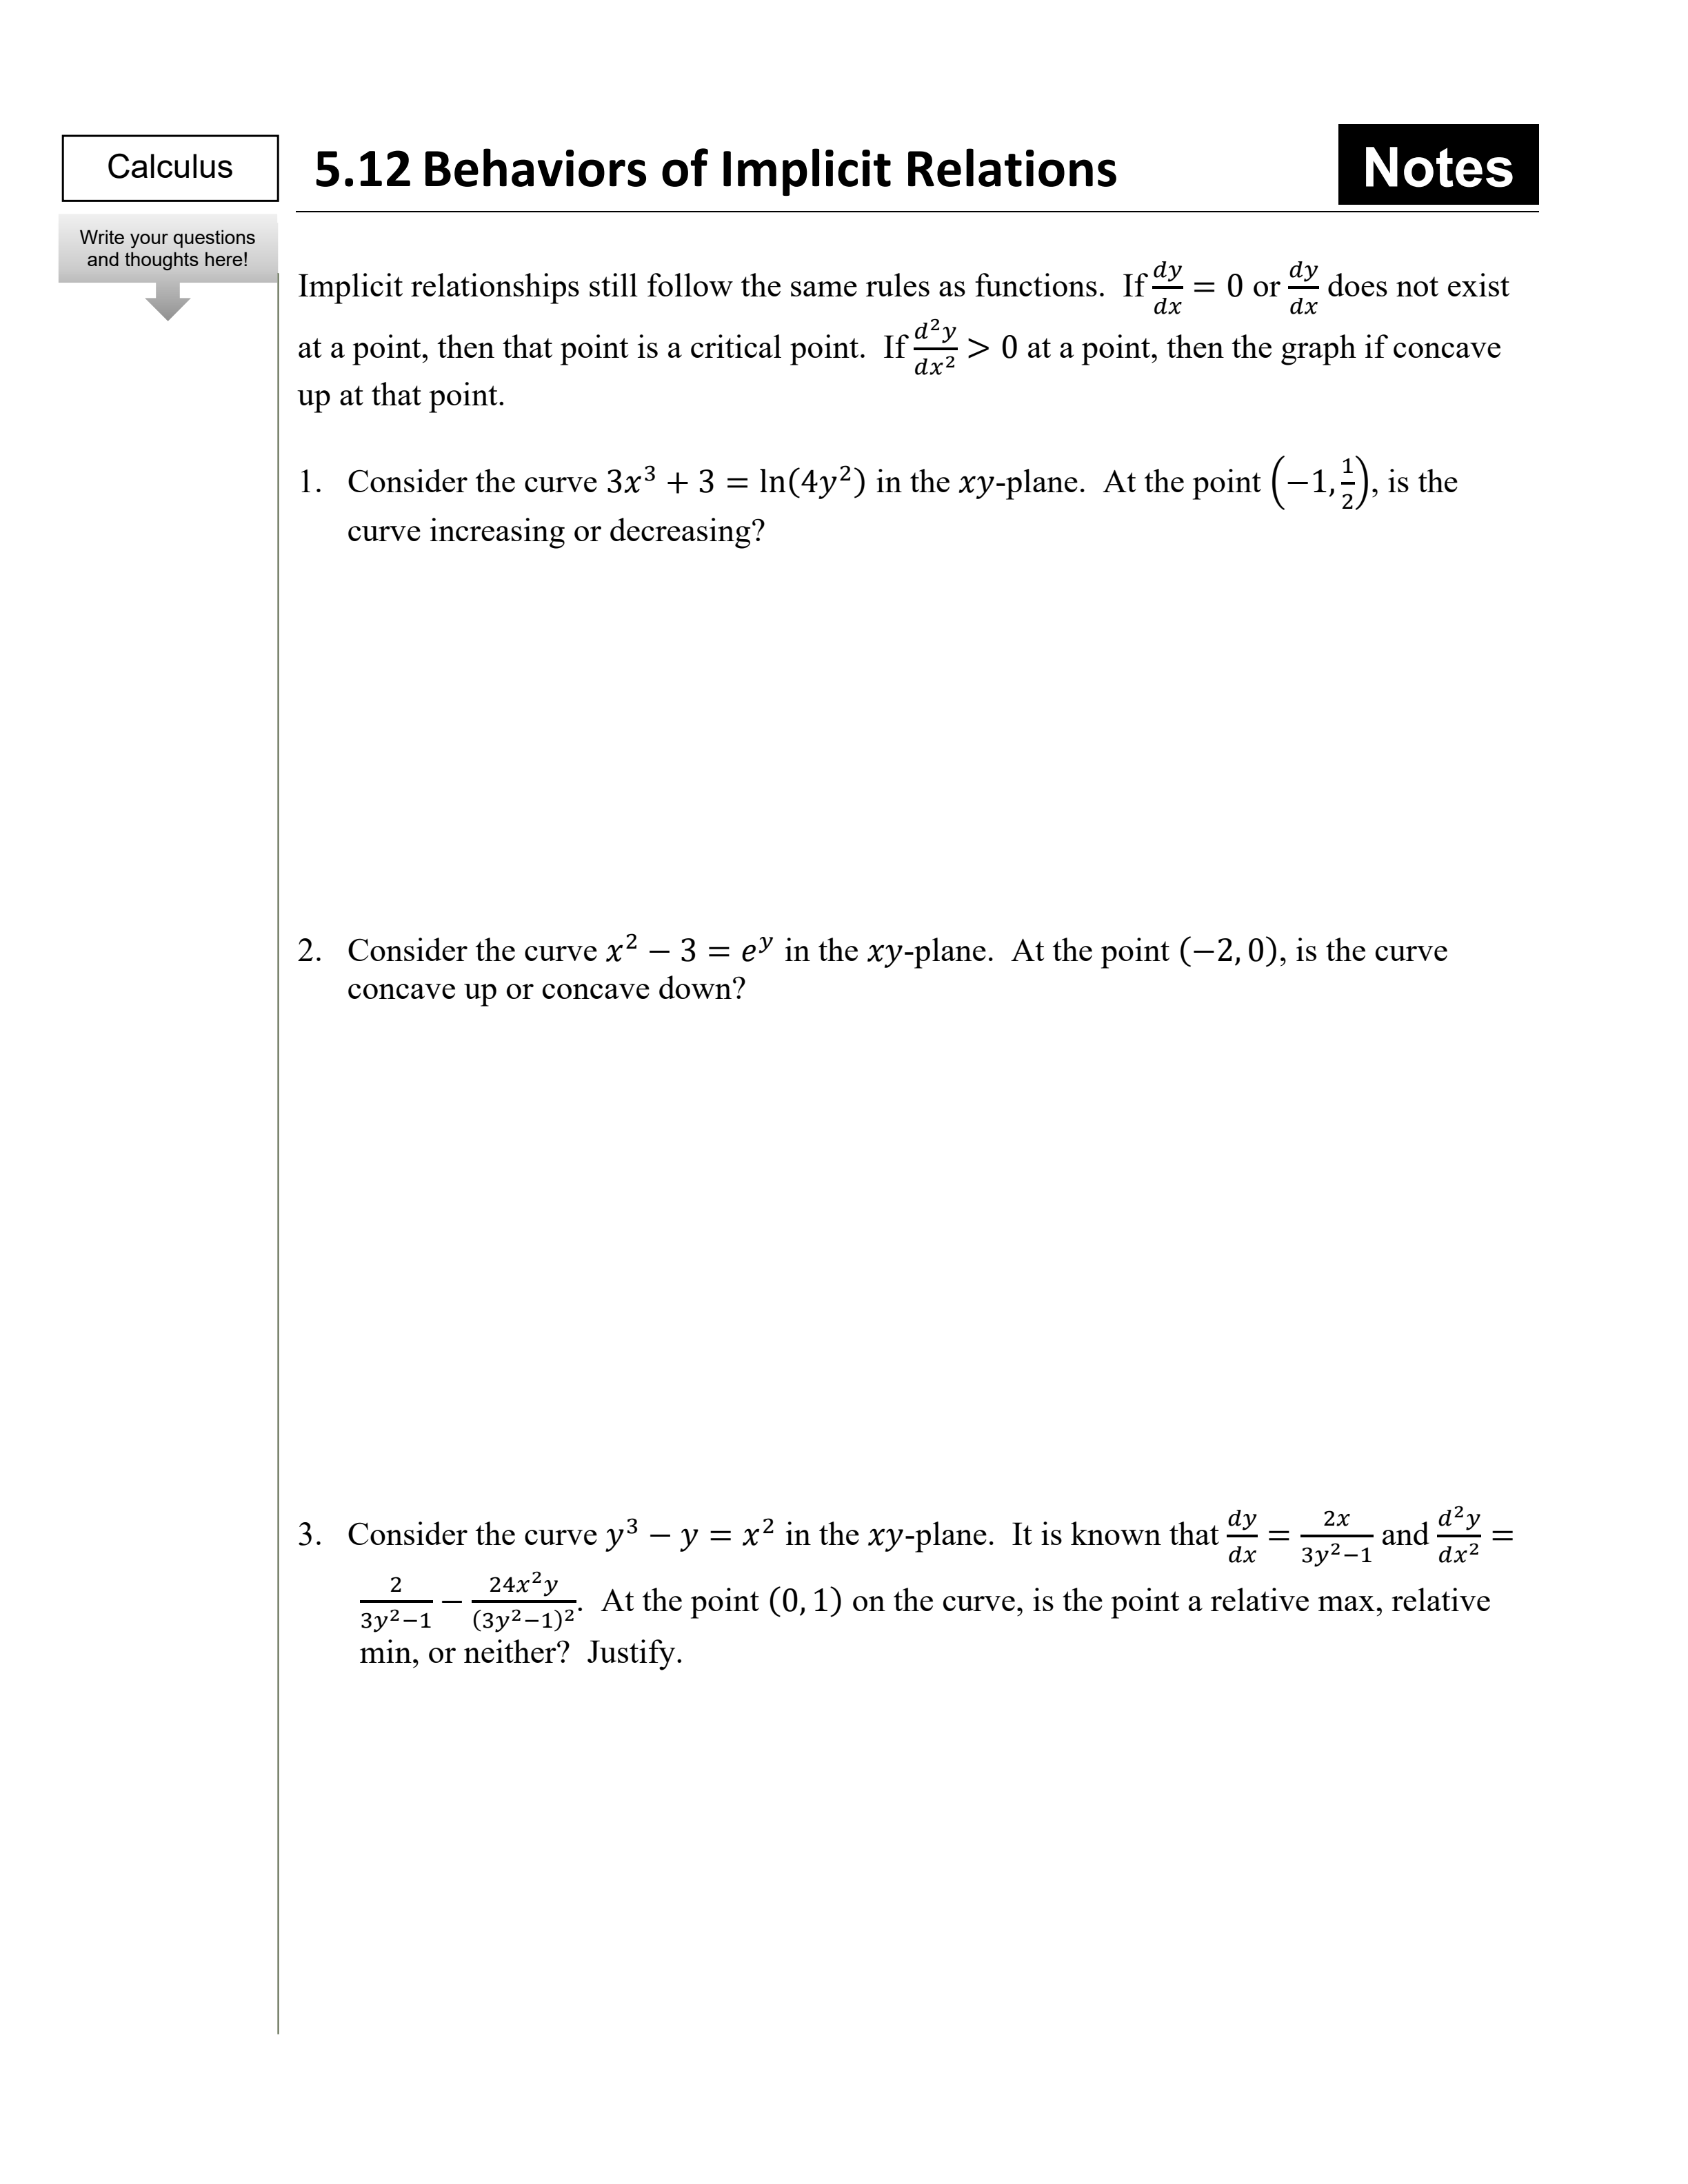 Calculus
5.12 Behaviors of Implicit Relations
Notes
Write your questions
and thoughts here!
Implicit relationships still follow the same rules as functions. If dy/dx = 0 or dy/dx does not exist
at a point, then that point is a critical point. If d²y/dx² > 0 at a point, then the graph if concave
up at that point.
1. Consider the curve 3x³ + 3 = ln(4y²) in the xy-plane. At the point (−1, 1/2), is the
curve increasing or decreasing?
2. Consider the curve x² − 3 = e^y in the xy-plane. At the point (−2, 0), is the curve
concave up or concave down?
3. Consider the curve y³ − y = x² in the xy-plane. It is known that dy/dx = 2x/(3y²−1) and d²y/dx² =
2/(3y²−1) − 24x²y/(3y²−1)². At the point (0, 1) on the curve, is the point a relative max, relative
min, or neither? Justify.